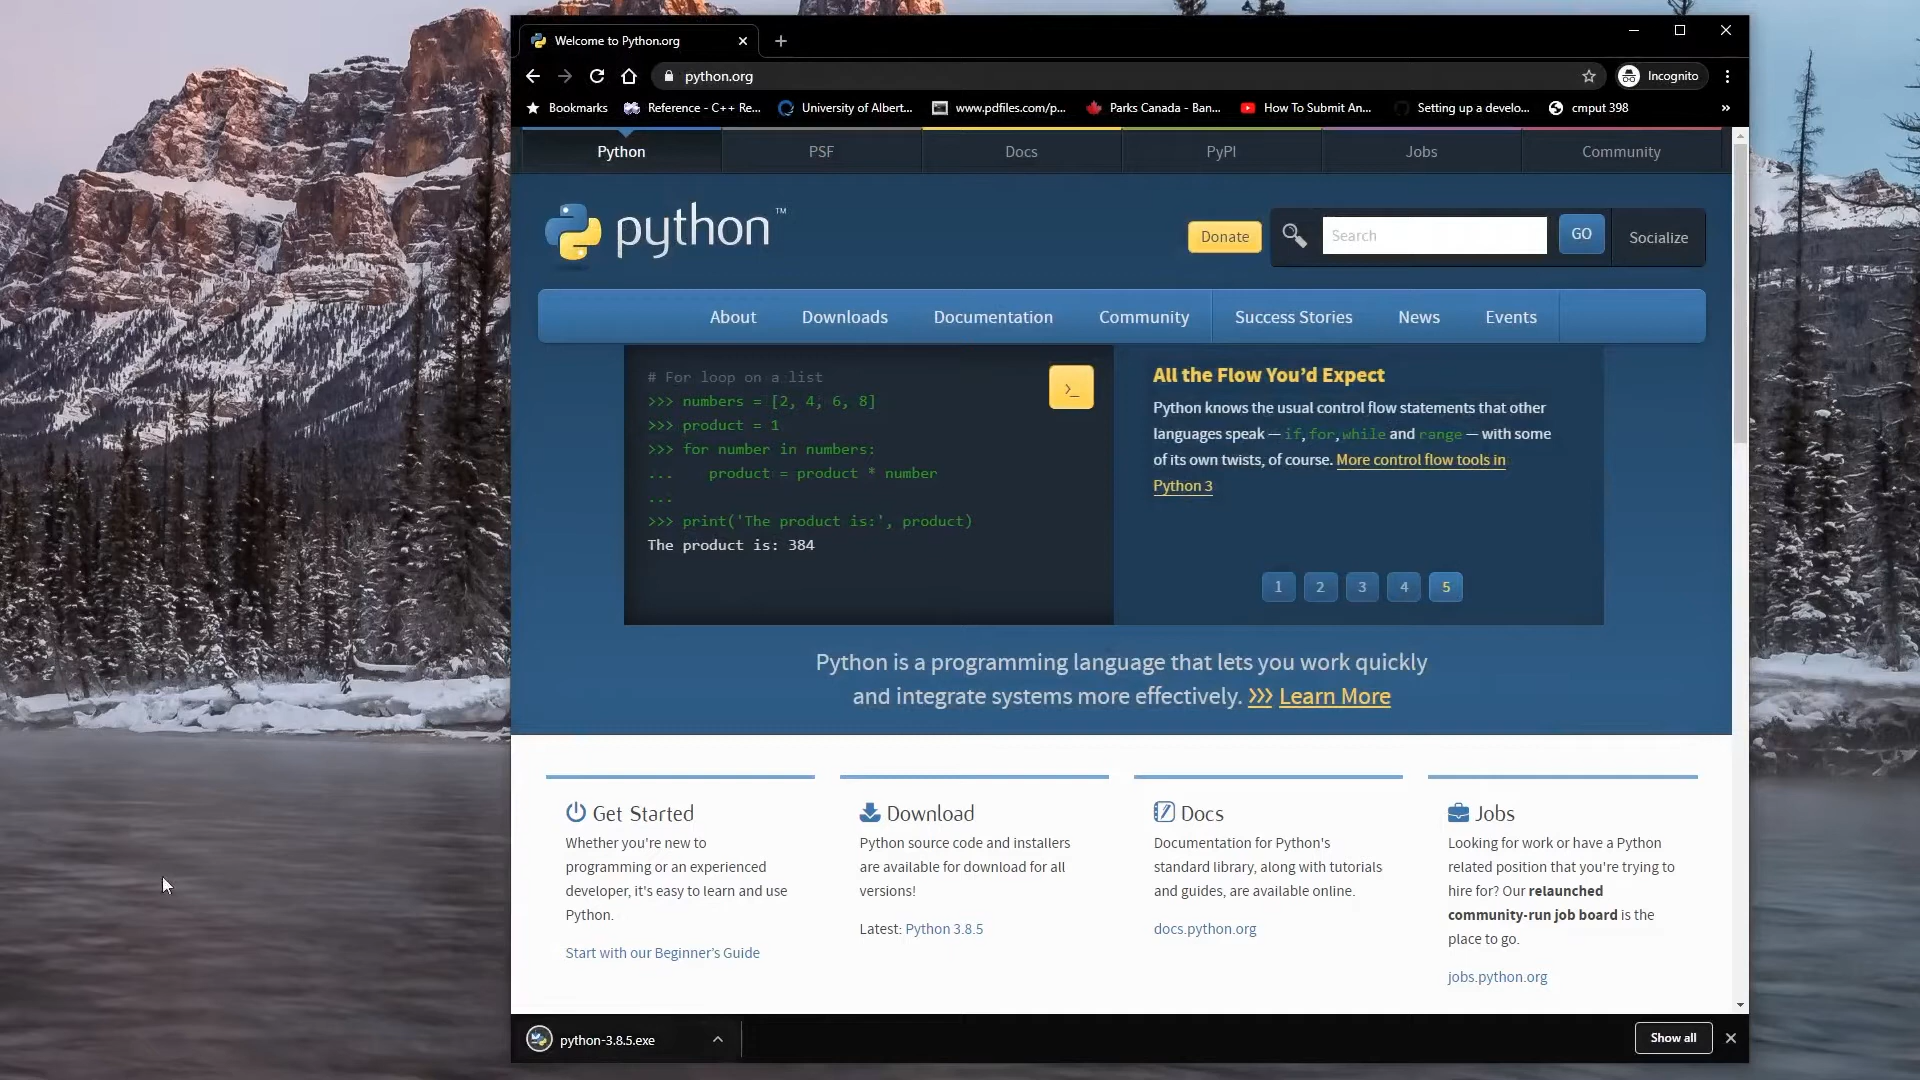 Welcome to Python.org
python.org
Incognito
Bookmarks
Reference - C++ Re...
University of Albert...
www.pdfiles.com/p...
Parks Canada - Ban...
How To Submit An...
Setting up a develo...
cmput 398
»
Python
PSF
Docs
PyPI
Jobs
Community
python™
Donate
Search
GO
Socialize
About
Downloads
Documentation
Community
Success Stories
News
Events
# For loop on a list
>>> numbers = [2, 4, 6, 8]
>>> product = 1
>>> for number in numbers:
...    product = product * number
...
>>> print('The product is:', product)
The product is: 384
>_
All the Flow You’d Expect
Python knows the usual control flow statements that other
languages speak — if, for, while and range — with some
of its own twists, of course. More control flow tools in
Python 3
1
2
3
4
5
Python is a programming language that lets you work quickly
and integrate systems more effectively. >>> Learn More
Get Started
Whether you're new to
programming or an experienced
developer, it's easy to learn and use
Python.
Start with our Beginner’s Guide
Download
Python source code and installers
are available for download for all
versions!
Latest: Python 3.8.5
Docs
Documentation for Python's
standard library, along with tutorials
and guides, are available online.
docs.python.org
Jobs
Looking for work or have a Python
related position that you're trying to
hire for? Our relaunched
community-run job board is the
place to go.
jobs.python.org
python-3.8.5.exe
Show all